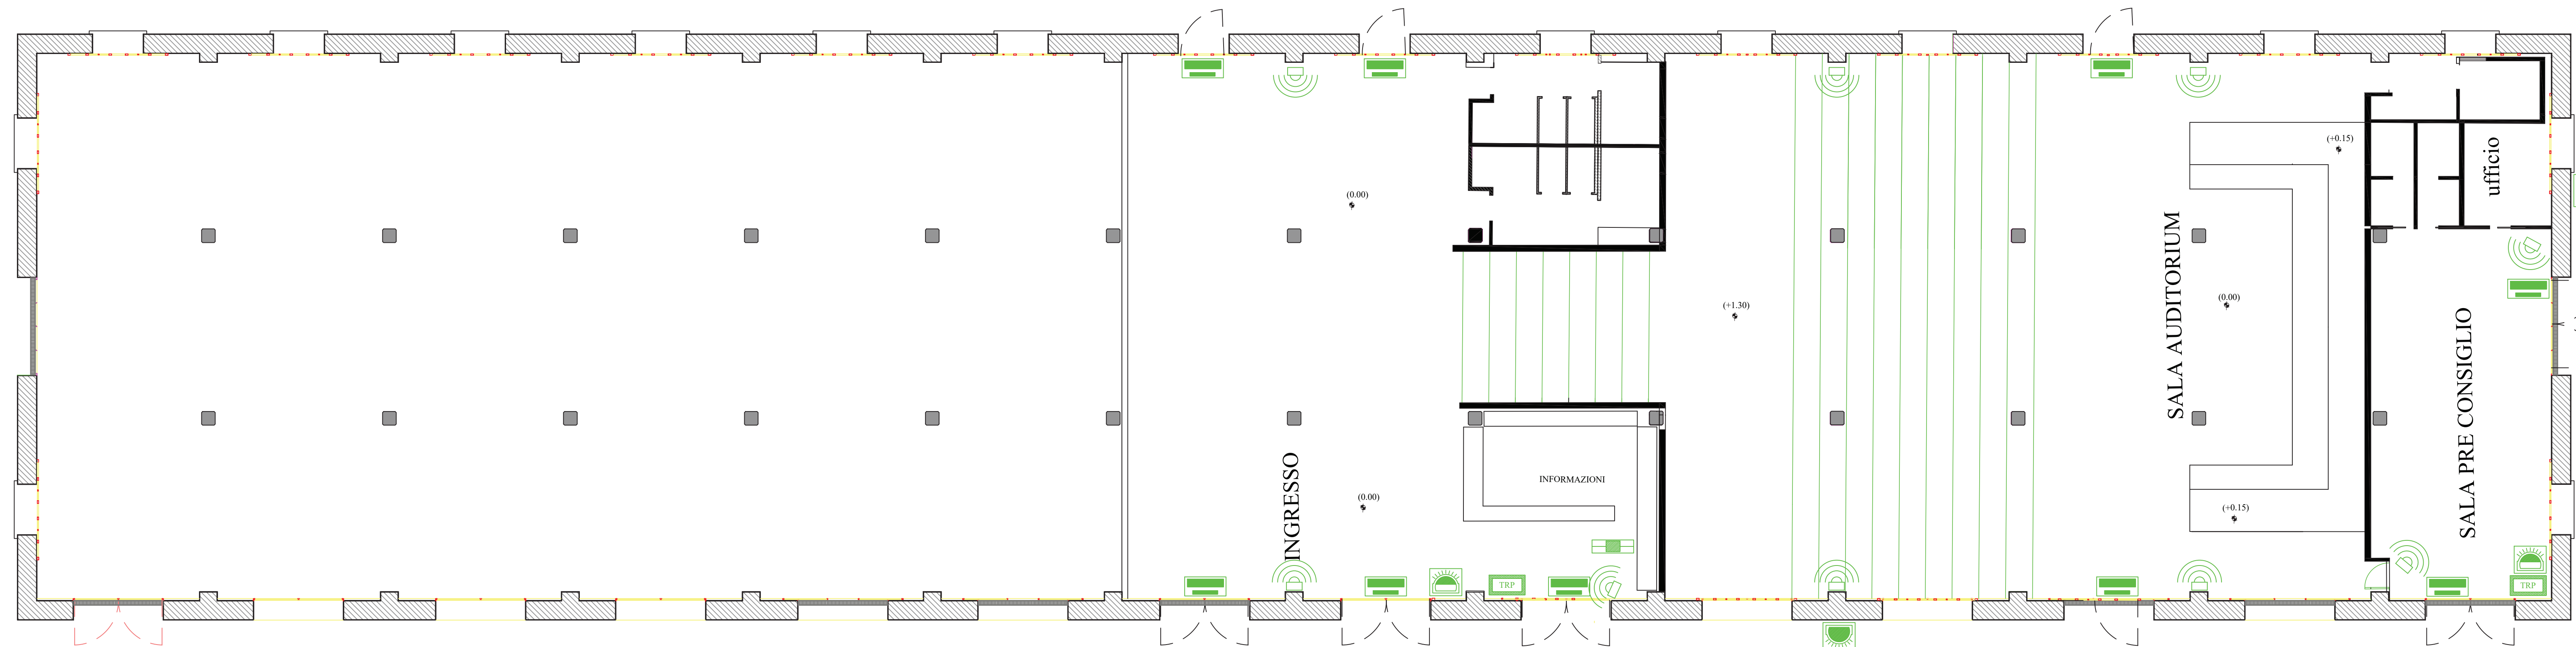 (+0.15)
ufficio
(0.00)
SALA AUDITORIUM
(0.00)
(+1.30)
SALA PRE CONSIGLIO
INGRESSO
INFORMAZIONI
(0.00)
(+0.15)
TRP
TRP